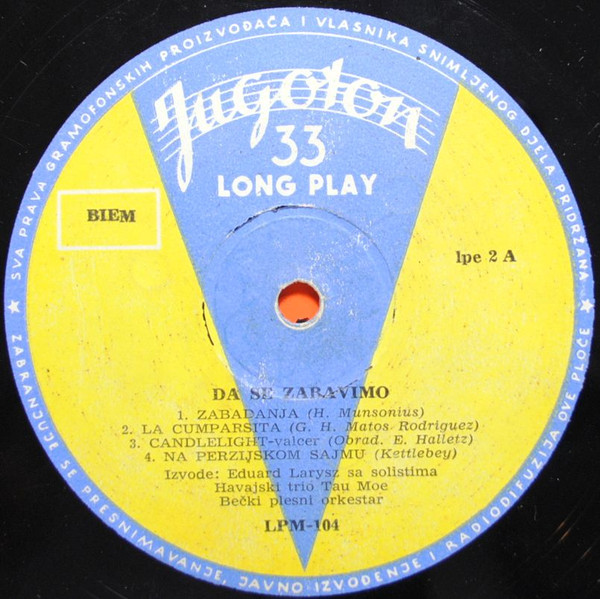 SVA PRAVA GRAMOFONSKIH PROIZVOĐAČA I VLASNIKA SNIMLJENOG DJELA PRIDRŽANA ★
Jugoton
33
LONG PLAY
BIEM
lpe 2 A
DA SE ZABAVIMO
1. ZABADANJA (H. Munsonius)
2. LA CUMPARSITA (G. H. Matos Rodriguez)
3. CANDLELIGHT-valcer (Obrad. E. Halletz)
4. NA PERZIJSKOM SAJMU (Kettlebey)
Izvode: Eduard Larysz sa solistima
Havajski trio Tau Moe
Bečki plesni orkestar
LPM-104
ZABRANJUJE SE PRESNIMAVANJE, JAVNO IZVOĐENJE I RADIODIFUZIJA OVE PLOČE ★